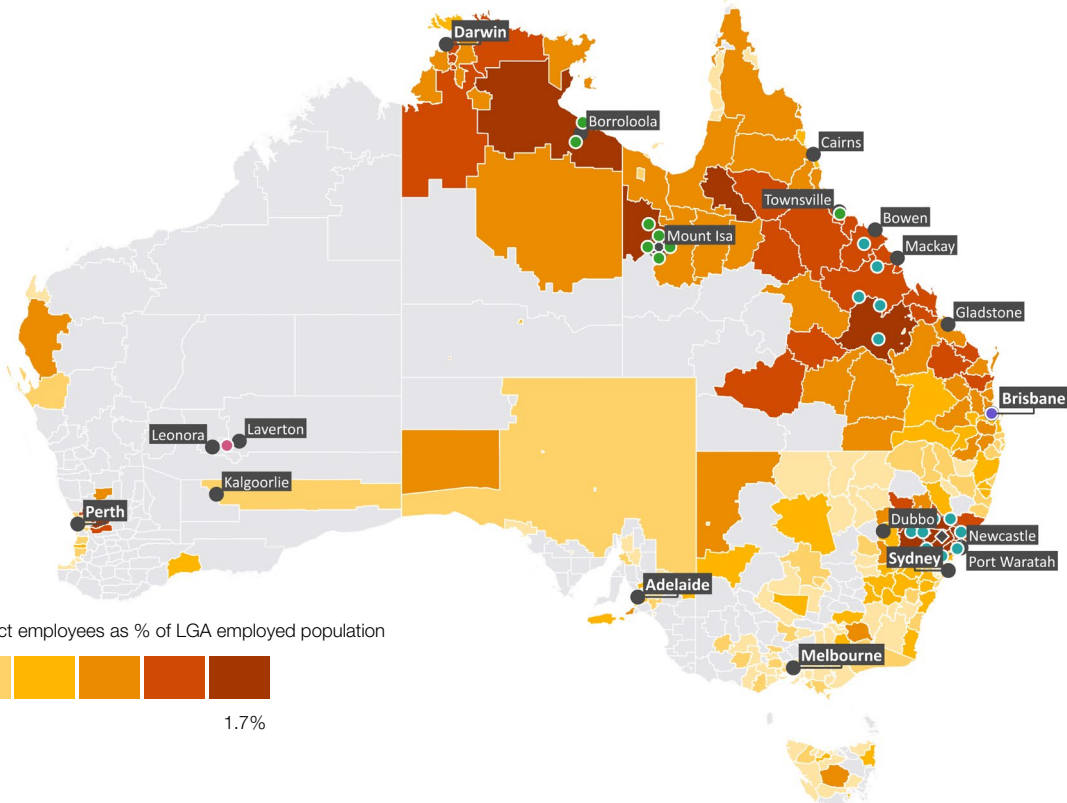 Darwin
Borroloola
Cairns
Townsville
Bowen
Mount Isa
Mackay
Gladstone
Brisbane
Leonora
Laverton
Kalgoorlie
Perth
Dubbo
Newcastle
Sydney
Port Waratah
Adelaide
Melbourne
employees as % of LGA employed population
1.7%